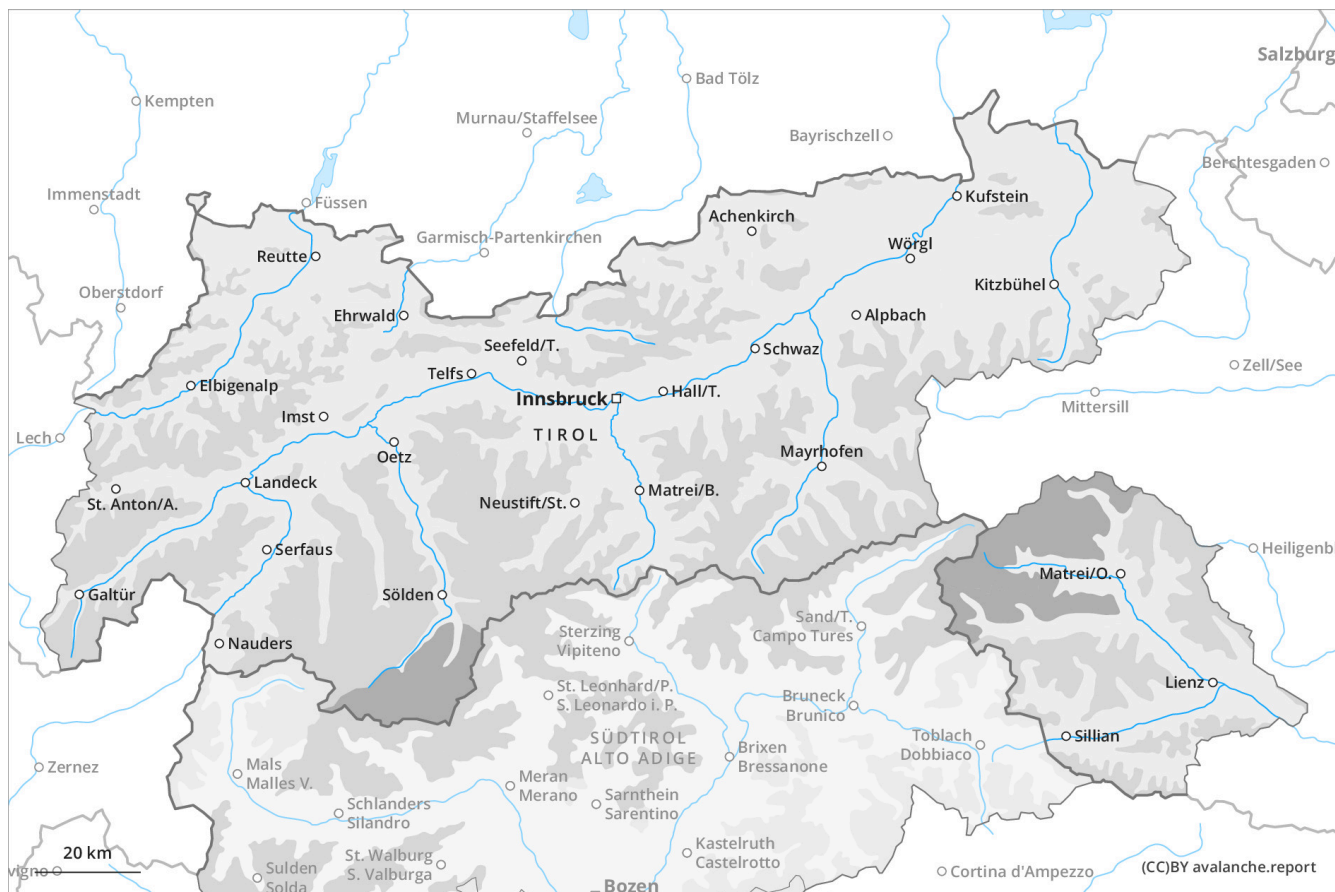 Salzburg
Kempten
Bad Tölz
Murnau/Staffelsee
Bayrischzell
Berchtesgaden
Immenstadt
Füssen
Kufstein
Achenkirch
Garmisch-Partenkirchen
Wörgl
Reutte
Oberstdorf
Kitzbühel
Ehrwald
Alpbach
Seefeld/T.
Schwaz
Zell/See
Telfs
Elbigenalp
Innsbruck
Hall/T.
Mittersill
Imst
TIROL
Lech
Oetz
Mayrhofen
Landeck
Matrei/B.
St. Anton/A.
Neustift/St.
Serfaus
Heiligenb
Matrei/O.
Galtür
Sölden
Sand/T.
Campo Tures
Sterzing
Vipiteno
Nauders
Lienz
St. Leonhard/P.
S. Leonardo i. P.
Bruneck
Brunico
SÜDTIROL
ALTO ADIGE
Toblach
Dobbiaco
Sillian
Brixen
Bressanone
Zernez
Mals
Malles V.
Meran
Merano
Schlanders
Silandro
Sarnthein
Sarentino
20 km
Kastelruth
Castelrotto
St. Walburg
S. Valburga
vigno
Sulden
Solda
Cortina d'Ampezzo
(CC)BY avalanche.report
Bozen